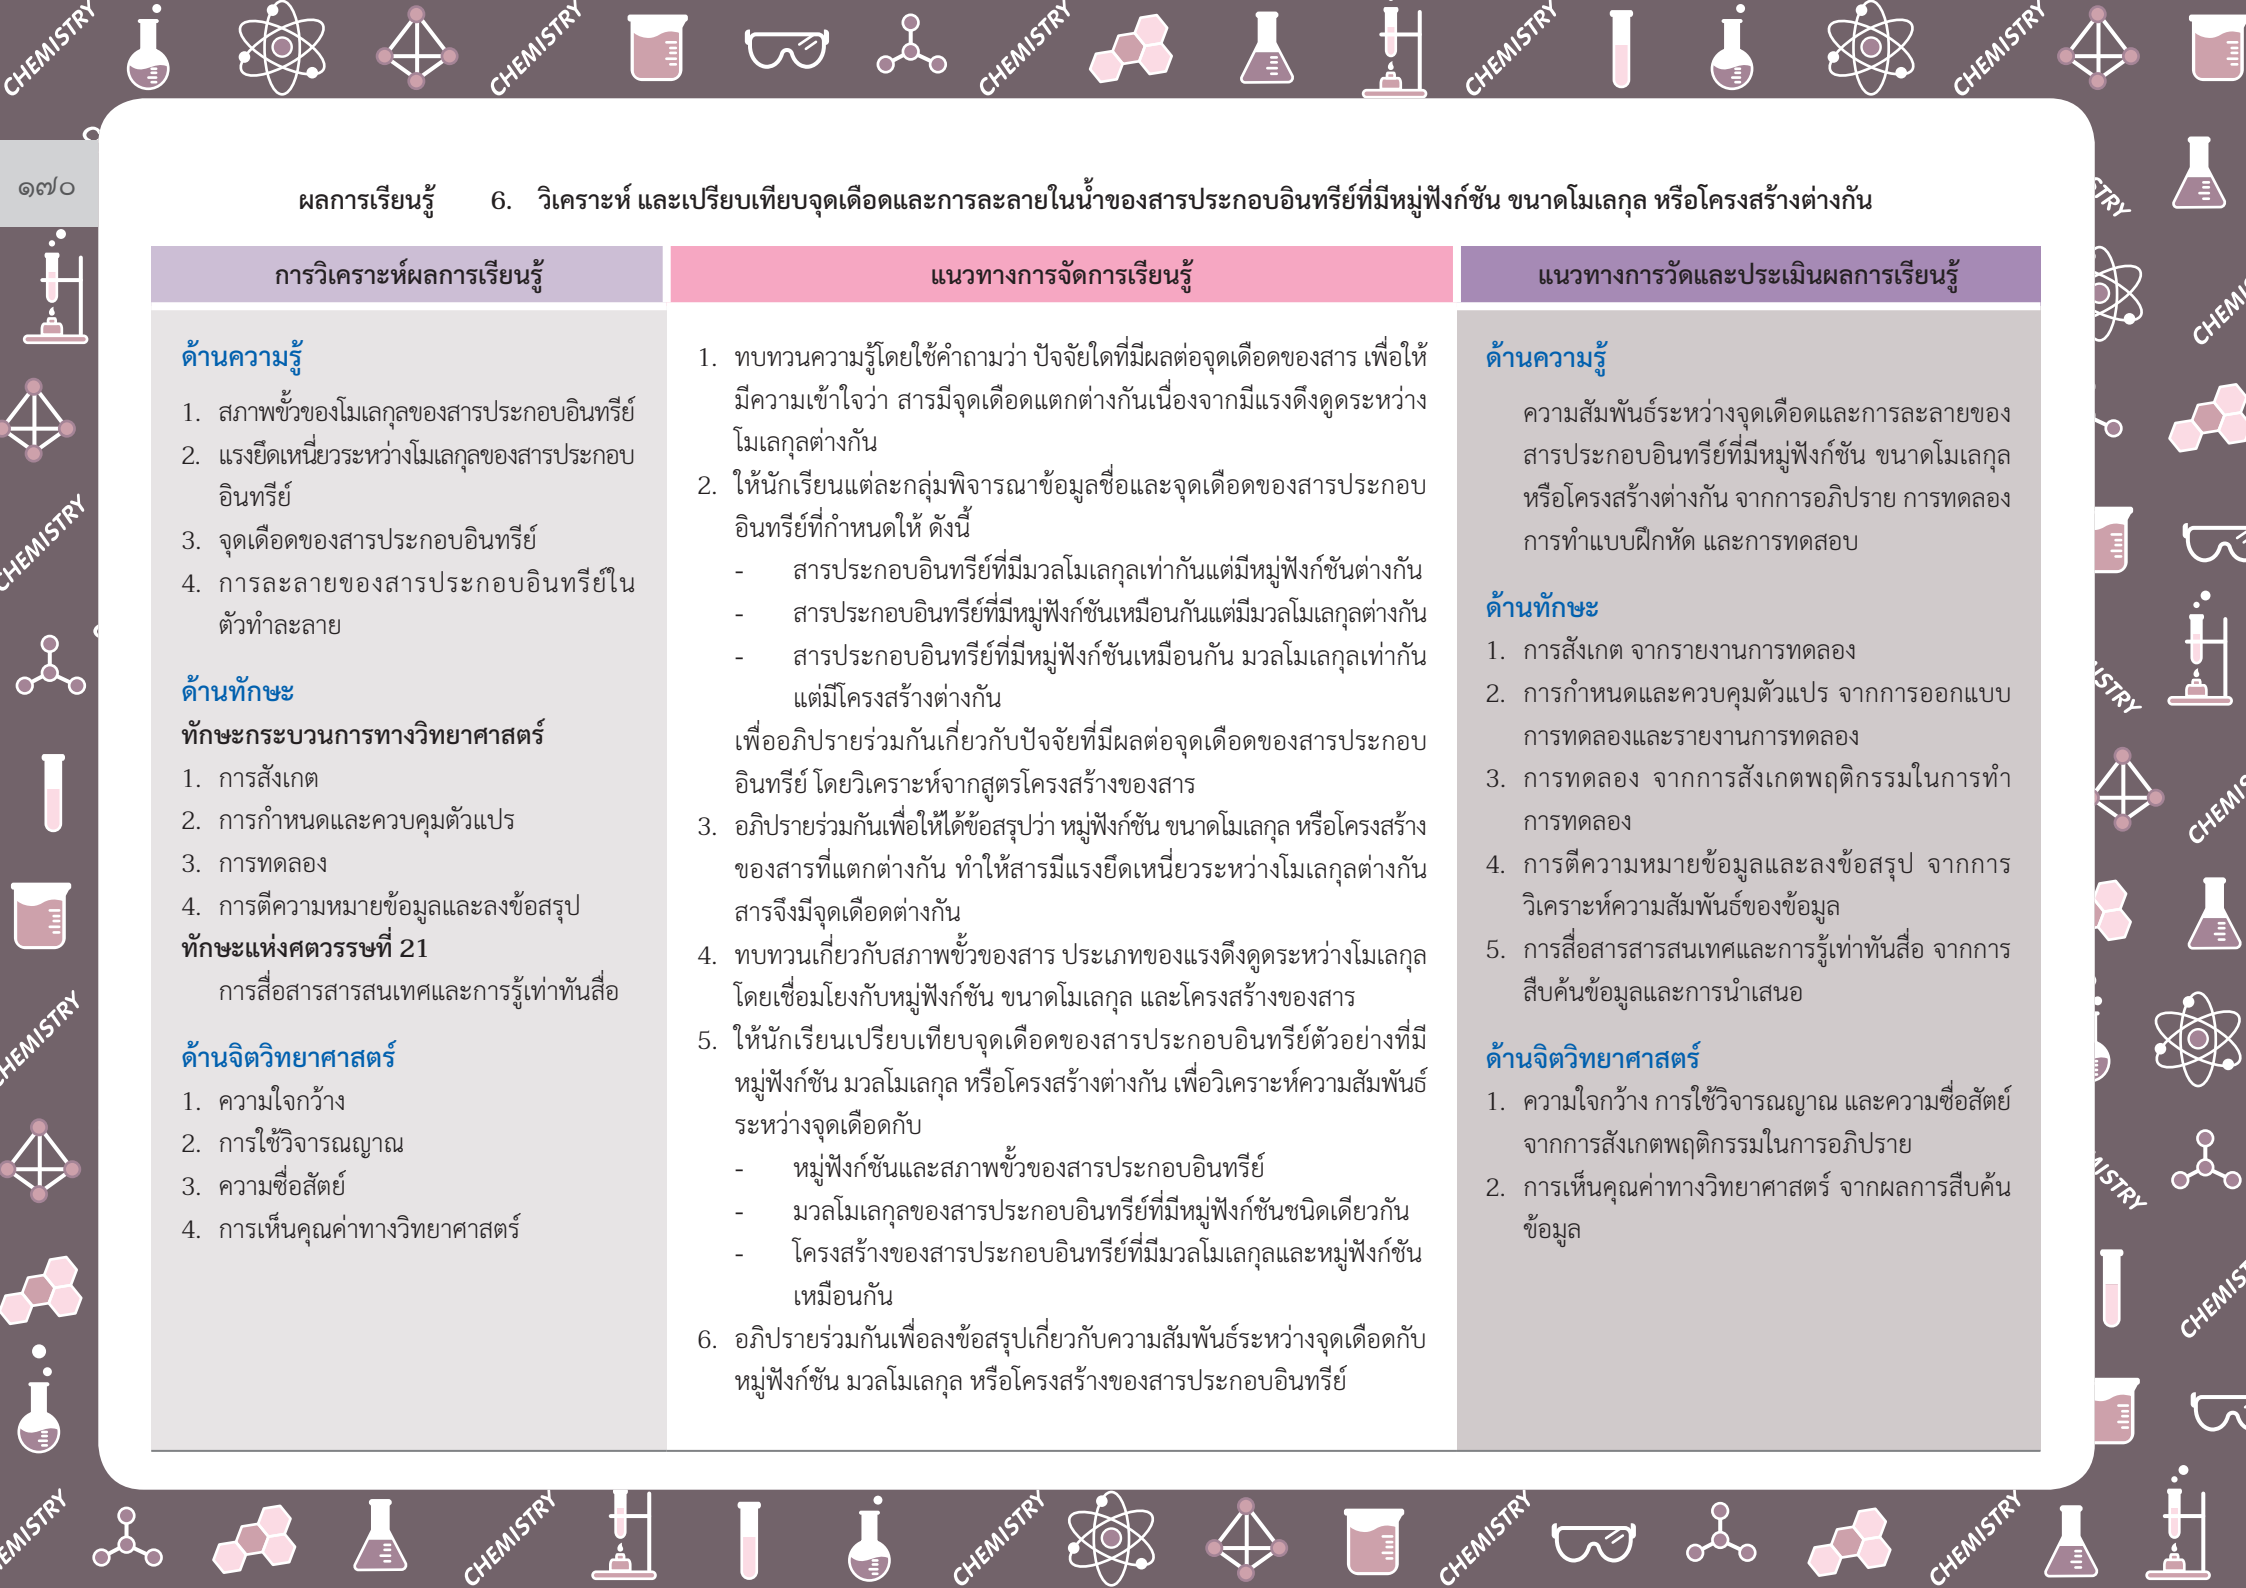 ๑๗๐
ผลการเรียนรู้ 6. วิเคราะห์ และเปรียบเทียบจุดเดือดและการละลายในน้ำของสารประกอบอินทรีย์ที่มีหมู่ฟังก์ชัน ขนาดโมเลกุล หรือโครงสร้างต่างกัน
การวิเคราะห์ผลการเรียนรู้
ด้านความรู้
1. สภาพขั้วของโมเลกุลของสารประกอบอินทรีย์
2. แรงยึดเหนี่ยวระหว่างโมเลกุลของสารประกอบ
อินทรีย์
3. จุดเดือดของสารประกอบอินทรีย์
4. การละลายของสารประกอบอินทรีย์ใน
ตัวทำละลาย
ด้านทักษะ
ทักษะกระบวนการทางวิทยาศาสตร์
1. การสังเกต
2. การกำหนดและควบคุมตัวแปร
3. การทดลอง
4. การตีความหมายข้อมูลและลงข้อสรุป
ทักษะแห่งศตวรรษที่ 21
การสื่อสารสารสนเทศและการรู้เท่าทันสื่อ
ด้านจิตวิทยาศาสตร์
1. ความใจกว้าง
2. การใช้วิจารณญาณ
3. ความซื่อสัตย์
4. การเห็นคุณค่าทางวิทยาศาสตร์
แนวทางการจัดการเรียนรู้
1. ทบทวนความรู้โดยใช้คำถามว่า ปัจจัยใดที่มีผลต่อจุดเดือดของสาร เพื่อให้
มีความเข้าใจว่า สารมีจุดเดือดแตกต่างกันเนื่องจากมีแรงดึงดูดระหว่าง
โมเลกุลต่างกัน
2. ให้นักเรียนแต่ละกลุ่มพิจารณาข้อมูลชื่อและจุดเดือดของสารประกอบ
อินทรีย์ที่กำหนดให้ ดังนี้
- สารประกอบอินทรีย์ที่มีมวลโมเลกุลเท่ากันแต่มีหมู่ฟังก์ชันต่างกัน
- สารประกอบอินทรีย์ที่มีหมู่ฟังก์ชันเหมือนกันแต่มีมวลโมเลกุลต่างกัน
- สารประกอบอินทรีย์ที่มีหมู่ฟังก์ชันเหมือนกัน มวลโมเลกุลเท่ากัน
แต่มีโครงสร้างต่างกัน
เพื่ออภิปรายร่วมกันเกี่ยวกับปัจจัยที่มีผลต่อจุดเดือดของสารประกอบ
อินทรีย์ โดยวิเคราะห์จากสูตรโครงสร้างของสาร
3. อภิปรายร่วมกันเพื่อให้ได้ข้อสรุปว่า หมู่ฟังก์ชัน ขนาดโมเลกุล หรือโครงสร้าง
ของสารที่แตกต่างกัน ทำให้สารมีแรงยึดเหนี่ยวระหว่างโมเลกุลต่างกัน
สารจึงมีจุดเดือดต่างกัน
4. ทบทวนเกี่ยวกับสภาพขั้วของสาร ประเภทของแรงดึงดูดระหว่างโมเลกุล
โดยเชื่อมโยงกับหมู่ฟังก์ชัน ขนาดโมเลกุล และโครงสร้างของสาร
5. ให้นักเรียนเปรียบเทียบจุดเดือดของสารประกอบอินทรีย์ตัวอย่างที่มี
หมู่ฟังก์ชัน มวลโมเลกุล หรือโครงสร้างต่างกัน เพื่อวิเคราะห์ความสัมพันธ์
ระหว่างจุดเดือดกับ
- หมู่ฟังก์ชันและสภาพขั้วของสารประกอบอินทรีย์
- มวลโมเลกุลของสารประกอบอินทรีย์ที่มีหมู่ฟังก์ชันชนิดเดียวกัน
- โครงสร้างของสารประกอบอินทรีย์ที่มีมวลโมเลกุลและหมู่ฟังก์ชัน
เหมือนกัน
6. อภิปรายร่วมกันเพื่อลงข้อสรุปเกี่ยวกับความสัมพันธ์ระหว่างจุดเดือดกับ
หมู่ฟังก์ชัน มวลโมเลกุล หรือโครงสร้างของสารประกอบอินทรีย์
แนวทางการวัดและประเมินผลการเรียนรู้
ด้านความรู้
ความสัมพันธ์ระหว่างจุดเดือดและการละลายของ
สารประกอบอินทรีย์ที่มีหมู่ฟังก์ชัน ขนาดโมเลกุล
หรือโครงสร้างต่างกัน จากการอภิปราย การทดลอง
การทำแบบฝึกหัด และการทดสอบ
ด้านทักษะ
1. การสังเกต จากรายงานการทดลอง
2. การกำหนดและควบคุมตัวแปร จากการออกแบบ
การทดลองและรายงานการทดลอง
3. การทดลอง จากการสังเกตพฤติกรรมในการทำ
การทดลอง
4. การตีความหมายข้อมูลและลงข้อสรุป จากการ
วิเคราะห์ความสัมพันธ์ของข้อมูล
5. การสื่อสารสารสนเทศและการรู้เท่าทันสื่อ จากการ
สืบค้นข้อมูลและการนำเสนอ
ด้านจิตวิทยาศาสตร์
1. ความใจกว้าง การใช้วิจารณญาณ และความซื่อสัตย์
จากการสังเกตพฤติกรรมในการอภิปราย
2. การเห็นคุณค่าทางวิทยาศาสตร์ จากผลการสืบค้น
ข้อมูล
CHEMISTRY
CHEMISTRY
CHEMISTRY
CHEMISTRY
CHEMISTRY
CHEMISTRY
CHEMISTRY
CHEMISTRY
CHEMISTRY